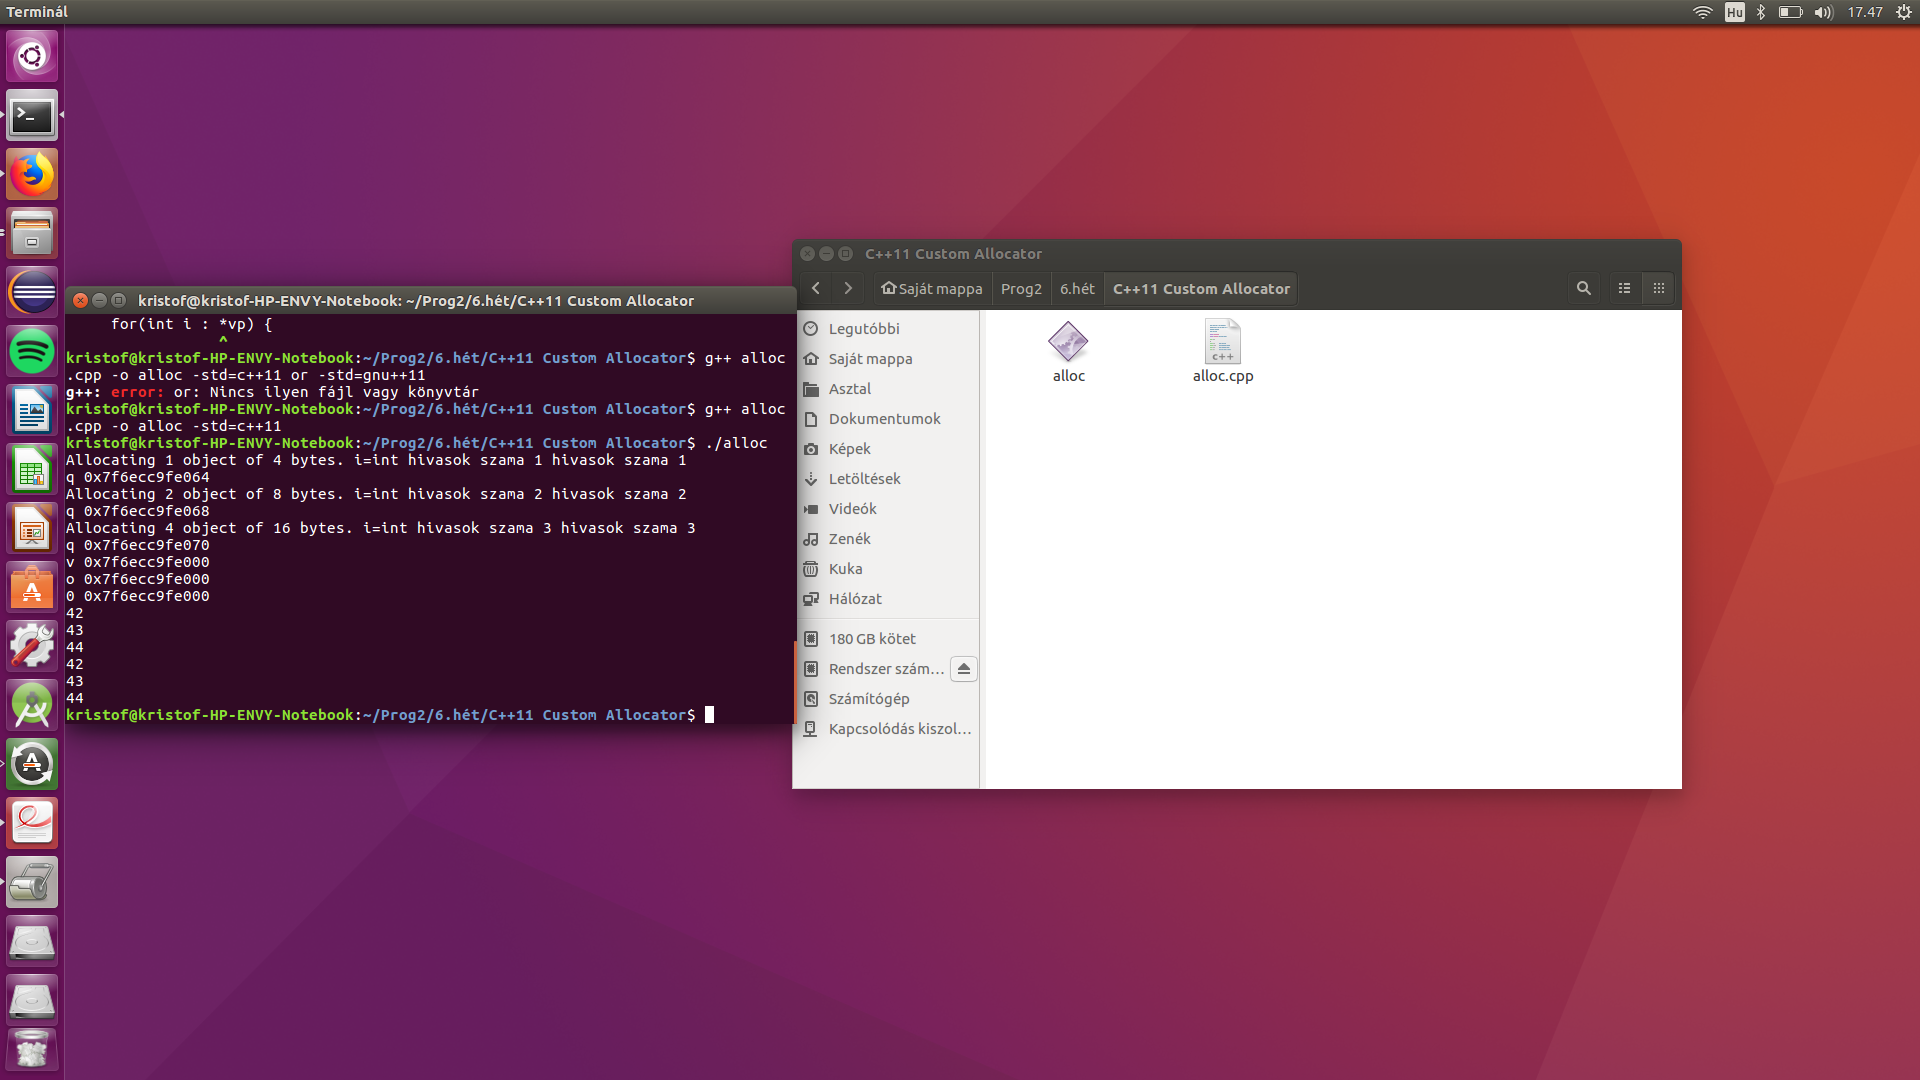 Terminál
Hu
17.47
kristof@kristof-HP-ENVY-Notebook: ~/Prog2/6.hét/C++11 Custom Allocator
for(int i : *vp) {
^
kristof@kristof-HP-ENVY-Notebook:~/Prog2/6.hét/C++11 Custom Allocator$ g++ alloc
.cpp -o alloc -std=c++11 or -std=gnu++11
g++: error: or: Nincs ilyen fájl vagy könyvtár
kristof@kristof-HP-ENVY-Notebook:~/Prog2/6.hét/C++11 Custom Allocator$ g++ alloc
.cpp -o alloc -std=c++11
kristof@kristof-HP-ENVY-Notebook:~/Prog2/6.hét/C++11 Custom Allocator$ ./alloc
Allocating 1 object of 4 bytes. i=int hivasok szama 1 hivasok szama 1
q 0x7f6ecc9fe064
Allocating 2 object of 8 bytes. i=int hivasok szama 2 hivasok szama 2
q 0x7f6ecc9fe068
Allocating 4 object of 16 bytes. i=int hivasok szama 3 hivasok szama 3
q 0x7f6ecc9fe070
v 0x7f6ecc9fe000
o 0x7f6ecc9fe000
0 0x7f6ecc9fe000
42
43
44
42
43
44
kristof@kristof-HP-ENVY-Notebook:~/Prog2/6.hét/C++11 Custom Allocator$
C++11 Custom Allocator
Saját mappa
Prog2
6.hét
C++11 Custom Allocator
Legutóbbi
Saját mappa
Asztal
Dokumentumok
Képek
Letöltések
Videók
Zenék
Kuka
Hálózat
180 GB kötet
Rendszer szám...
Számítógép
Kapcsolódás kiszol...
alloc
c++
alloc.cpp